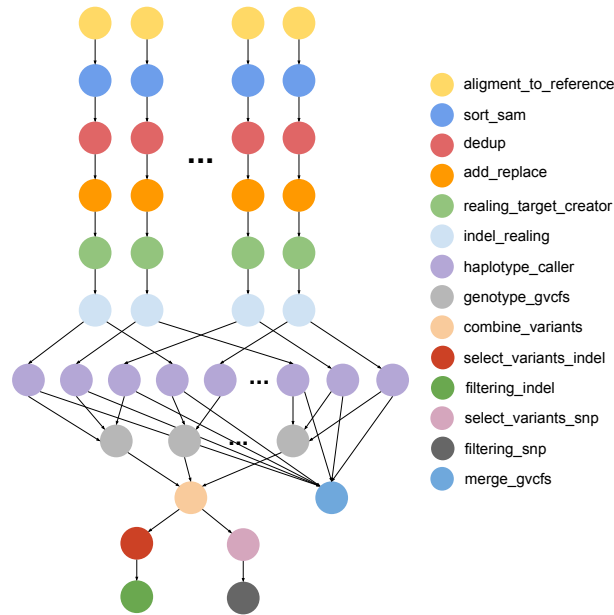 ...
aligment_to_reference
sort_sam
dedup
add_replace
realing_target_creator
indel_realing
haplotype_caller
genotype_gvcfs
combine_variants
select_variants_indel
filtering_indel
select_variants_snp
filtering_snp
merge_gvcfs
...
...